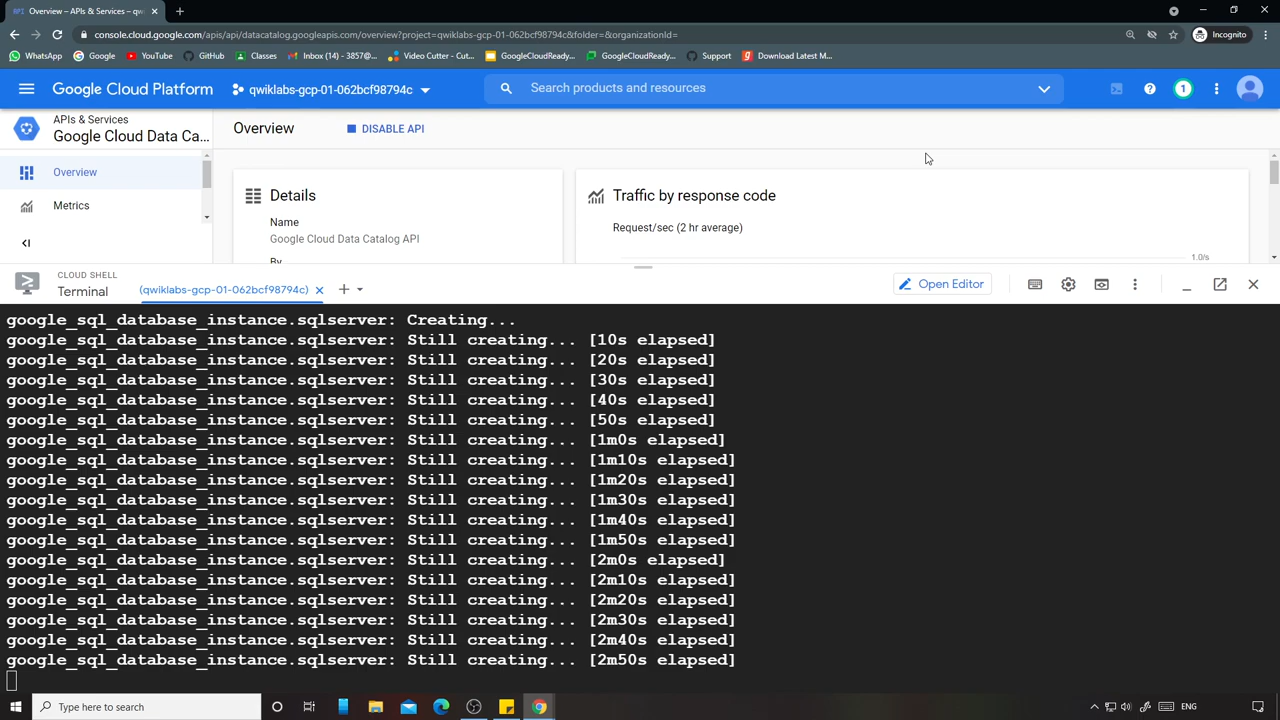 Overview – APIs & Services – qwi
console.cloud.google.com/apis/api/datacatalog.googleapis.com/overview?project=qwiklabs-gcp-01-062bcf98794c&folder=&organizationId=
Incognito
WhatsApp
Google
YouTube
GitHub
Classes
Inbox (14) - 3857@...
Video Cutter - Cut...
GoogleCloudReady...
GoogleCloudReady...
Support
Download Latest M...
Google Cloud Platform
qwiklabs-gcp-01-062bcf98794c
Search products and resources
1
APIs & Services
Google Cloud Data Ca...
Overview
DISABLE API
Overview
Metrics
Details
Name
Google Cloud Data Catalog API
By
Traffic by response code
Request/sec (2 hr average)
1.0/s
CLOUD SHELL
Terminal
(qwiklabs-gcp-01-062bcf98794c)
Open Editor
google_sql_database_instance.sqlserver: Creating...
google_sql_database_instance.sqlserver: Still creating... [10s elapsed]
google_sql_database_instance.sqlserver: Still creating... [20s elapsed]
google_sql_database_instance.sqlserver: Still creating... [30s elapsed]
google_sql_database_instance.sqlserver: Still creating... [40s elapsed]
google_sql_database_instance.sqlserver: Still creating... [50s elapsed]
google_sql_database_instance.sqlserver: Still creating... [1m0s elapsed]
google_sql_database_instance.sqlserver: Still creating... [1m10s elapsed]
google_sql_database_instance.sqlserver: Still creating... [1m20s elapsed]
google_sql_database_instance.sqlserver: Still creating... [1m30s elapsed]
google_sql_database_instance.sqlserver: Still creating... [1m40s elapsed]
google_sql_database_instance.sqlserver: Still creating... [1m50s elapsed]
google_sql_database_instance.sqlserver: Still creating... [2m0s elapsed]
google_sql_database_instance.sqlserver: Still creating... [2m10s elapsed]
google_sql_database_instance.sqlserver: Still creating... [2m20s elapsed]
google_sql_database_instance.sqlserver: Still creating... [2m30s elapsed]
google_sql_database_instance.sqlserver: Still creating... [2m40s elapsed]
google_sql_database_instance.sqlserver: Still creating... [2m50s elapsed]
Type here to search
ENG